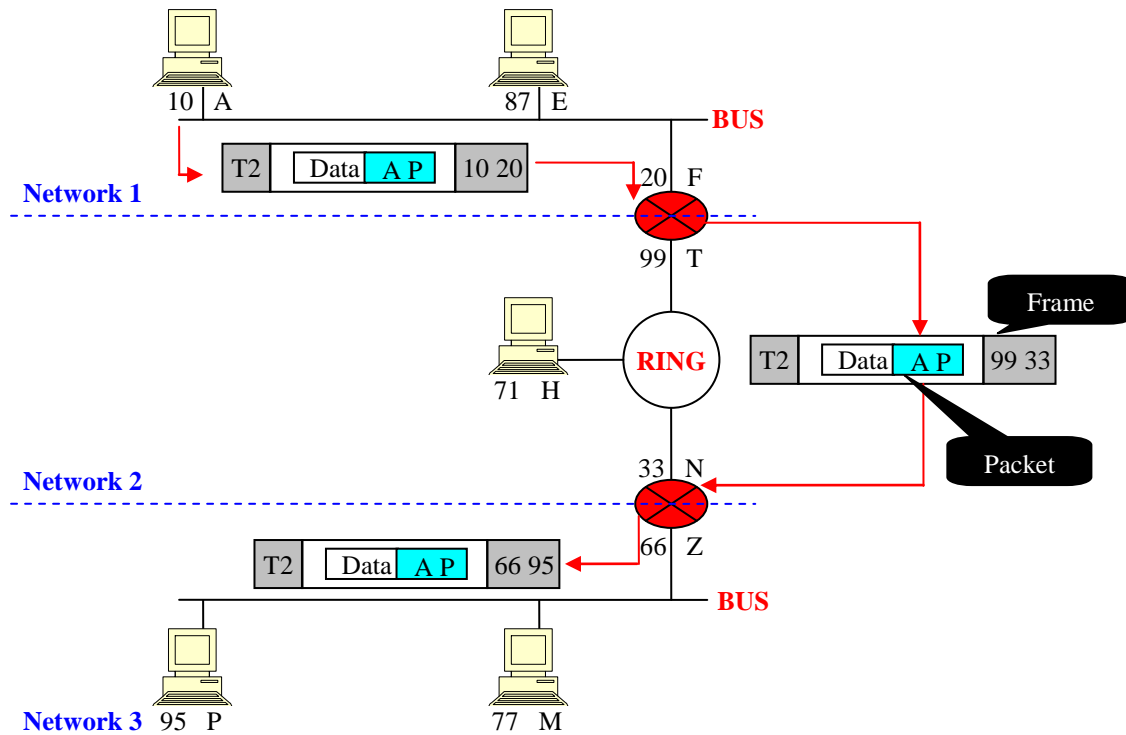 10 A
87 E
BUS
T2 Data A P 10 20
Network 1
20 F
99 T
Frame
RING
T2 Data A P 99 33
71 H
Packet
Network 2
33 N
T2 Data A P 66 95
66 Z
BUS
Network 3
95 P
77 M